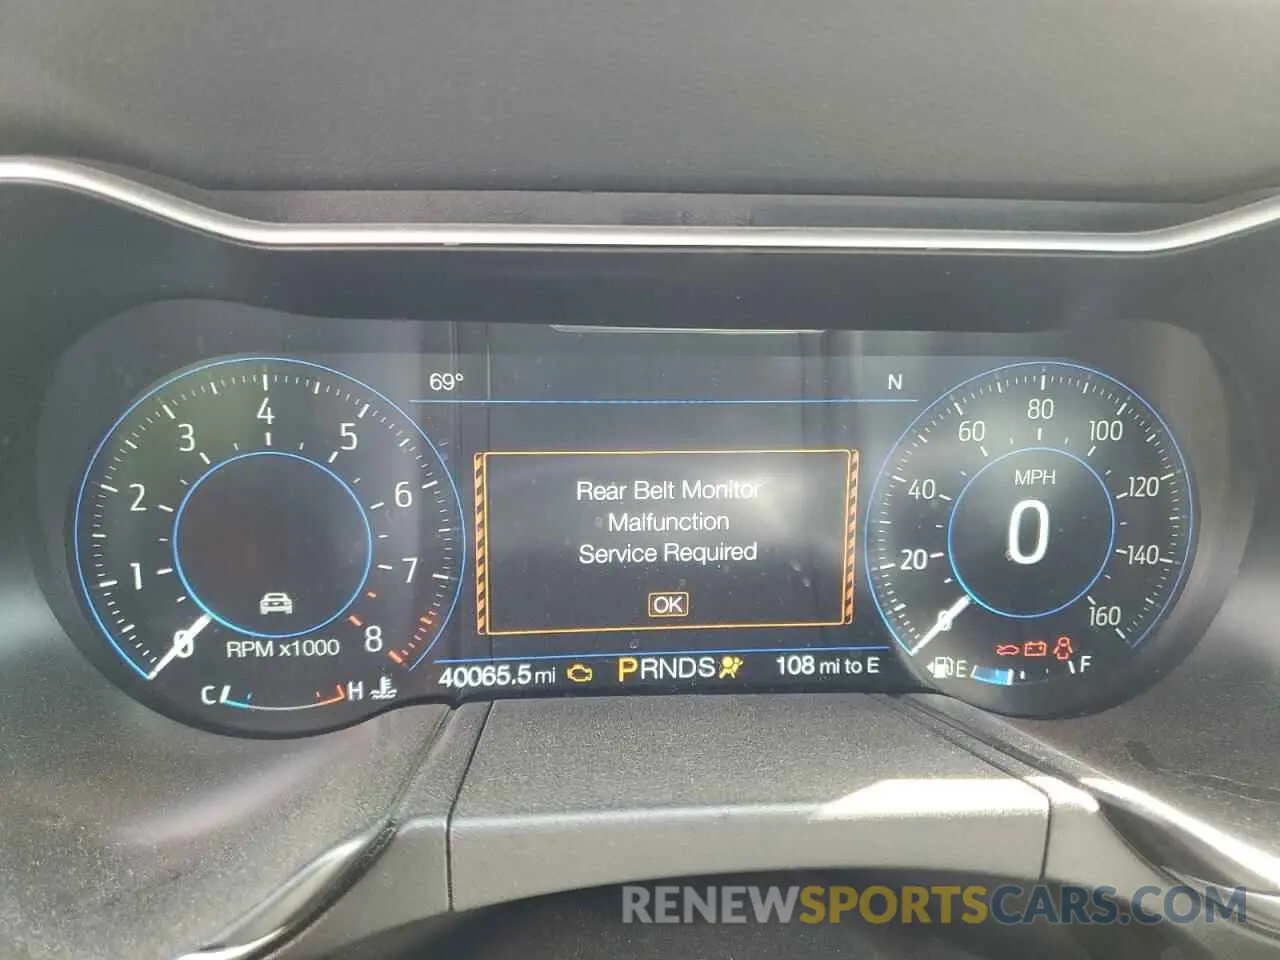 69°
N
Rear Belt Monitor
Malfunction
Service Required
OK
0 1 2 3 4 5 6 7 8
RPM x1000
C H
0 20 40 60 80 100 120 140 160
MPH
0
E F
40065.5 mi
PRNDS
108 mi to E
RENEWSPORTSCARS.COM